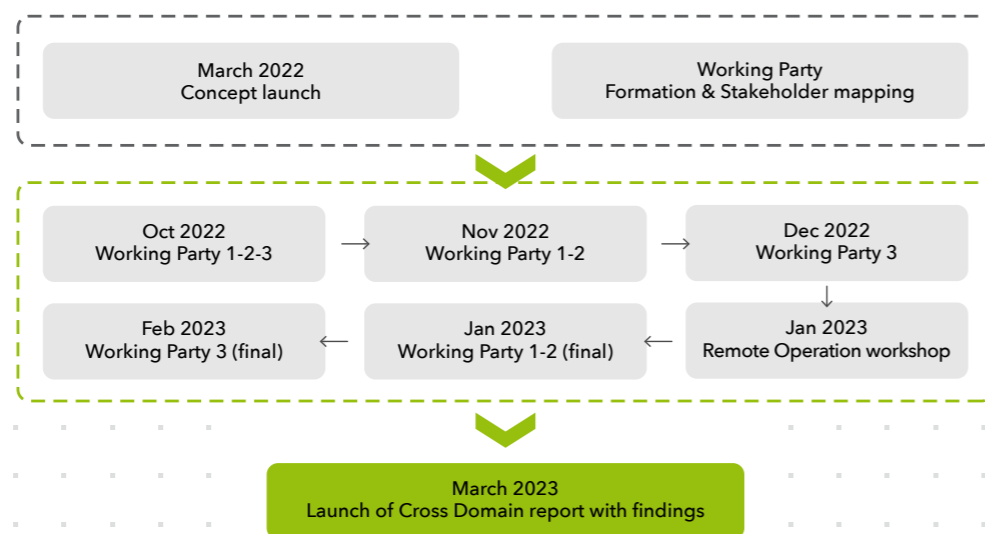 March 2022
Concept launch
Working Party
Formation & Stakeholder mapping
Oct 2022
Working Party 1-2-3
Nov 2022
Working Party 1-2
Dec 2022
Working Party 3
Jan 2023
Remote Operation workshop
Jan 2023
Working Party 1-2 (final)
Feb 2023
Working Party 3 (final)
March 2023
Launch of Cross Domain report with findings